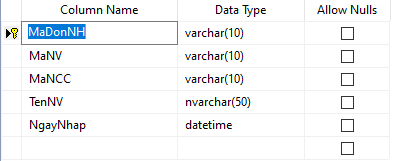 Column Name Data Type Allow Nulls
MaDonNH varchar(10)
MaNV varchar(10)
MaNCC varchar(10)
TenNV nvarchar(50)
NgayNhap datetime